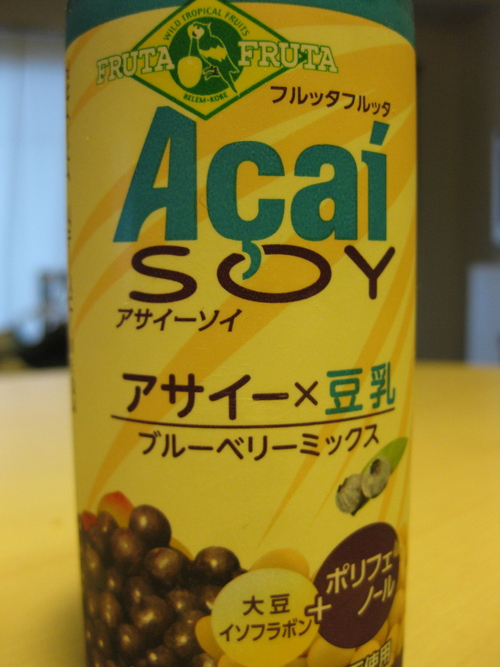 WILD TROPICAL FRUITS
FRUTA FRUTA
BELEM-KOBE
フルッタフルッタ
Açaí
SOY
アサイーソイ
アサイー×豆乳
ブルーベリーミックス
大豆
イソフラボン
+
ポリフェ
ノール
使用